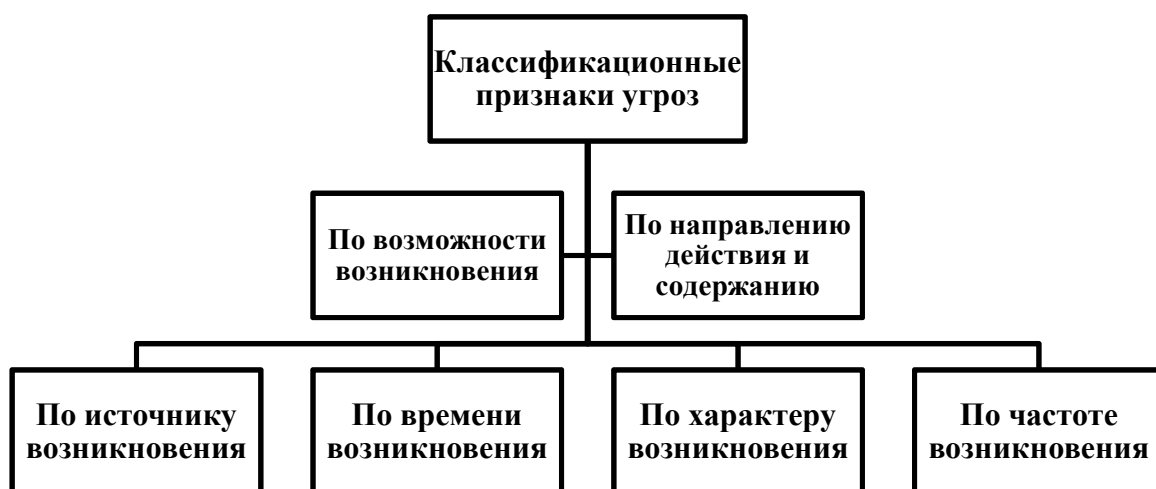 Классификационные
признаки угроз
По возможности
возникновения
По направлению
действия и
содержанию
По источнику
возникновения
По времени
возникновения
По характеру
возникновения
По частоте
возникновения